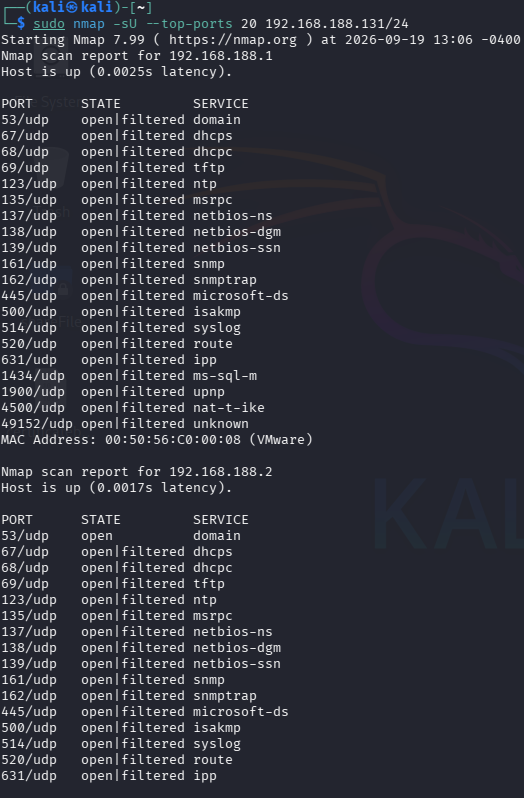 ┌──(kali㉿kali)-[~]
└─$ sudo nmap -sU --top-ports 20 192.168.188.131/24
Starting Nmap 7.99 ( https://nmap.org ) at 2026-09-19 13:06 -0400
Nmap scan report for 192.168.188.1
Host is up (0.0025s latency).

PORT      STATE         SERVICE
53/udp    open|filtered domain
67/udp    open|filtered dhcps
68/udp    open|filtered dhcpc
69/udp    open|filtered tftp
123/udp   open|filtered ntp
135/udp   open|filtered msrpc
137/udp   open|filtered netbios-ns
138/udp   open|filtered netbios-dgm
139/udp   open|filtered netbios-ssn
161/udp   open|filtered snmp
162/udp   open|filtered snmptrap
445/udp   open|filtered microsoft-ds
500/udp   open|filtered isakmp
514/udp   open|filtered syslog
520/udp   open|filtered route
631/udp   open|filtered ipp
1434/udp  open|filtered ms-sql-m
1900/udp  open|filtered upnp
4500/udp  open|filtered nat-t-ike
49152/udp open|filtered unknown
MAC Address: 00:50:56:C0:00:08 (VMware)

Nmap scan report for 192.168.188.2
Host is up (0.0017s latency).

PORT      STATE         SERVICE
53/udp    open          domain
67/udp    open|filtered dhcps
68/udp    open|filtered dhcpc
69/udp    open|filtered tftp
123/udp   open|filtered ntp
135/udp   open|filtered msrpc
137/udp   open|filtered netbios-ns
138/udp   open|filtered netbios-dgm
139/udp   open|filtered netbios-ssn
161/udp   open|filtered snmp
162/udp   open|filtered snmptrap
445/udp   open|filtered microsoft-ds
500/udp   open|filtered isakmp
514/udp   open|filtered syslog
520/udp   open|filtered route
631/udp   open|filtered ipp